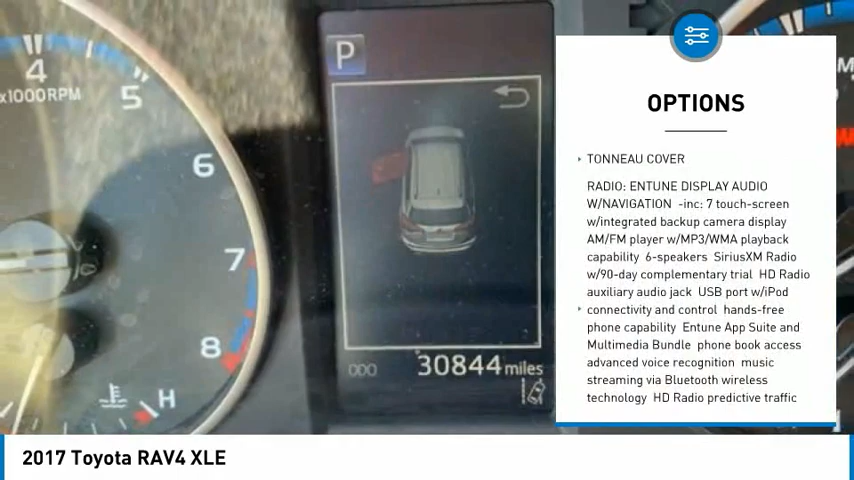 4
x1000RPM
5
6
7
8
H
P
000
30844 miles
OPTIONS
TONNEAU COVER
RADIO: ENTUNE DISPLAY AUDIO
W/NAVIGATION -inc: 7 touch-screen
w/integrated backup camera display
AM/FM player w/MP3/WMA playback
capability 6-speakers SiriusXM Radio
w/90-day complementary trial HD Radio
auxiliary audio jack USB port w/iPod
connectivity and control hands-free
phone capability Entune App Suite and
Multimedia Bundle phone book access
advanced voice recognition music
streaming via Bluetooth wireless
technology HD Radio predictive traffic
2017 Toyota RAV4 XLE